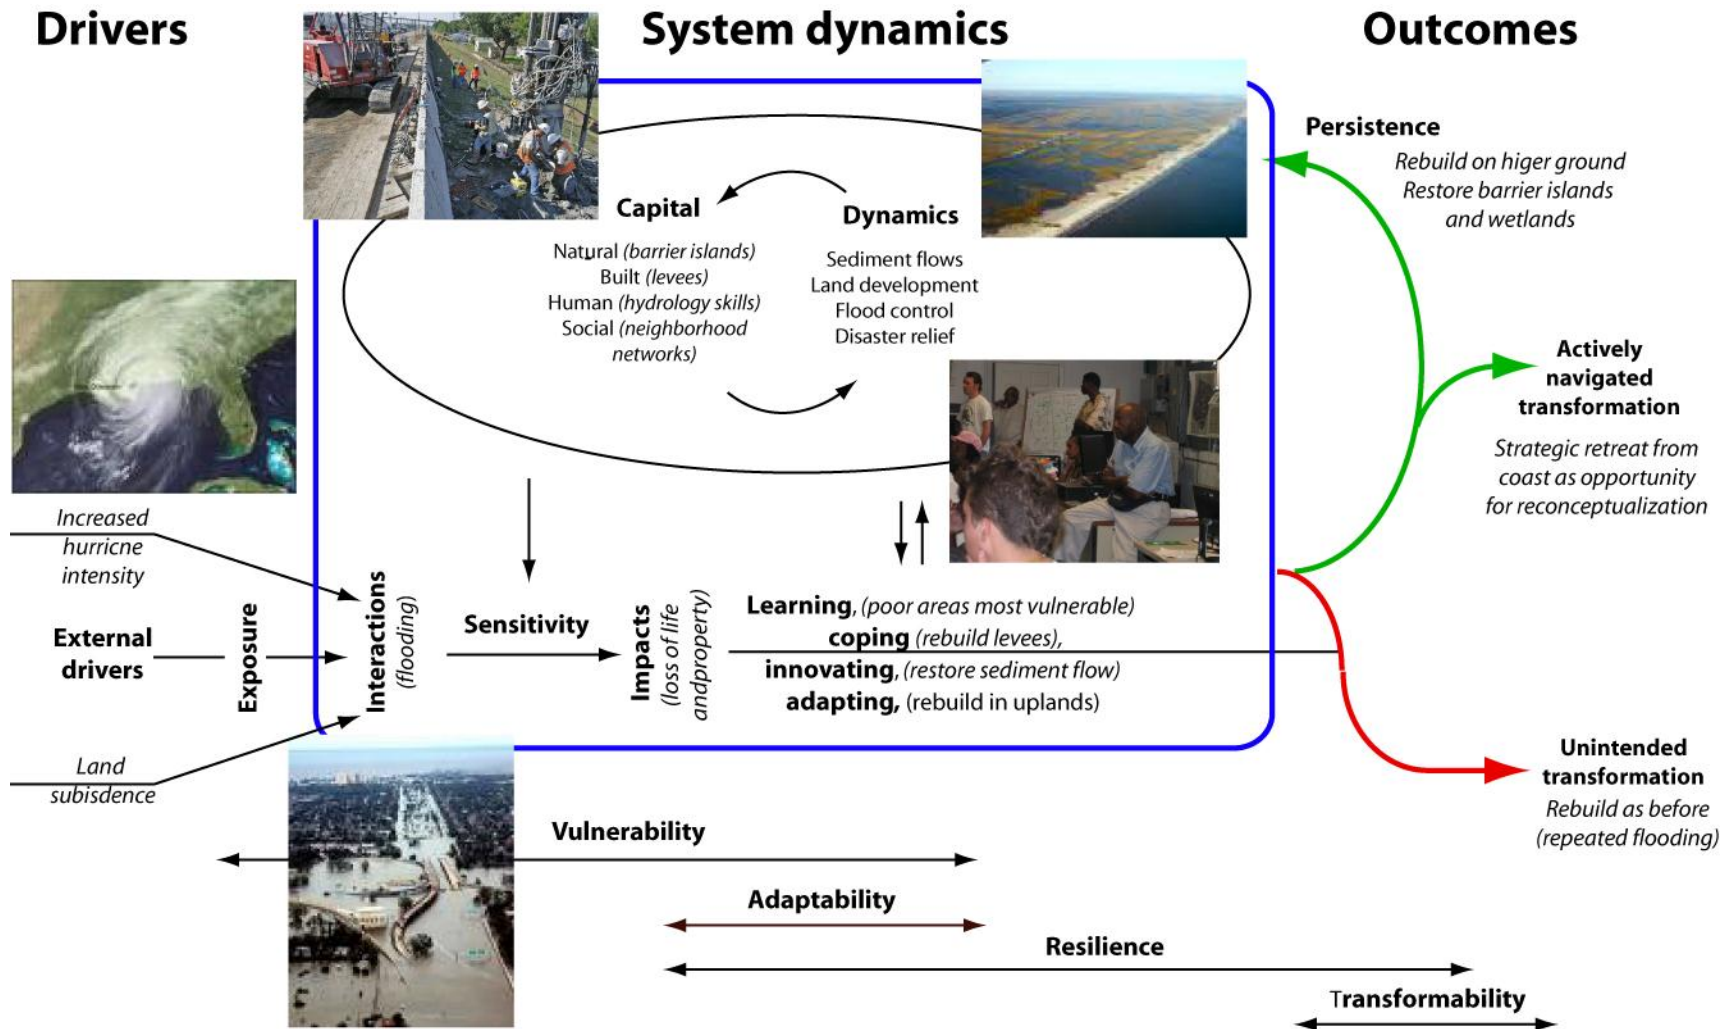 Drivers
System dynamics
Outcomes
Capital
Natural (barrier islands)
Built (levees)
Human (hydrology skills)
Social (neighborhood
networks)
Dynamics
Sediment flows
Land development
Flood control
Disaster relief
Persistence
Rebuild on higer ground
Restore barrier islands
and wetlands
Actively
navigated
transformation
Strategic retreat from
coast as opportunity
for reconceptualization
Increased
hurricne
intensity
External
drivers
Land
subisdence
Exposure
Interactions
(flooding)
Sensitivity
Impacts
(loss of life
andproperty)
Learning, (poor areas most vulnerable)
coping (rebuild levees),
innovating, (restore sediment flow)
adapting, (rebuild in uplands)
Unintended
transformation
Rebuild as before
(repeated flooding)
Vulnerability
Adaptability
Resilience
Transformability